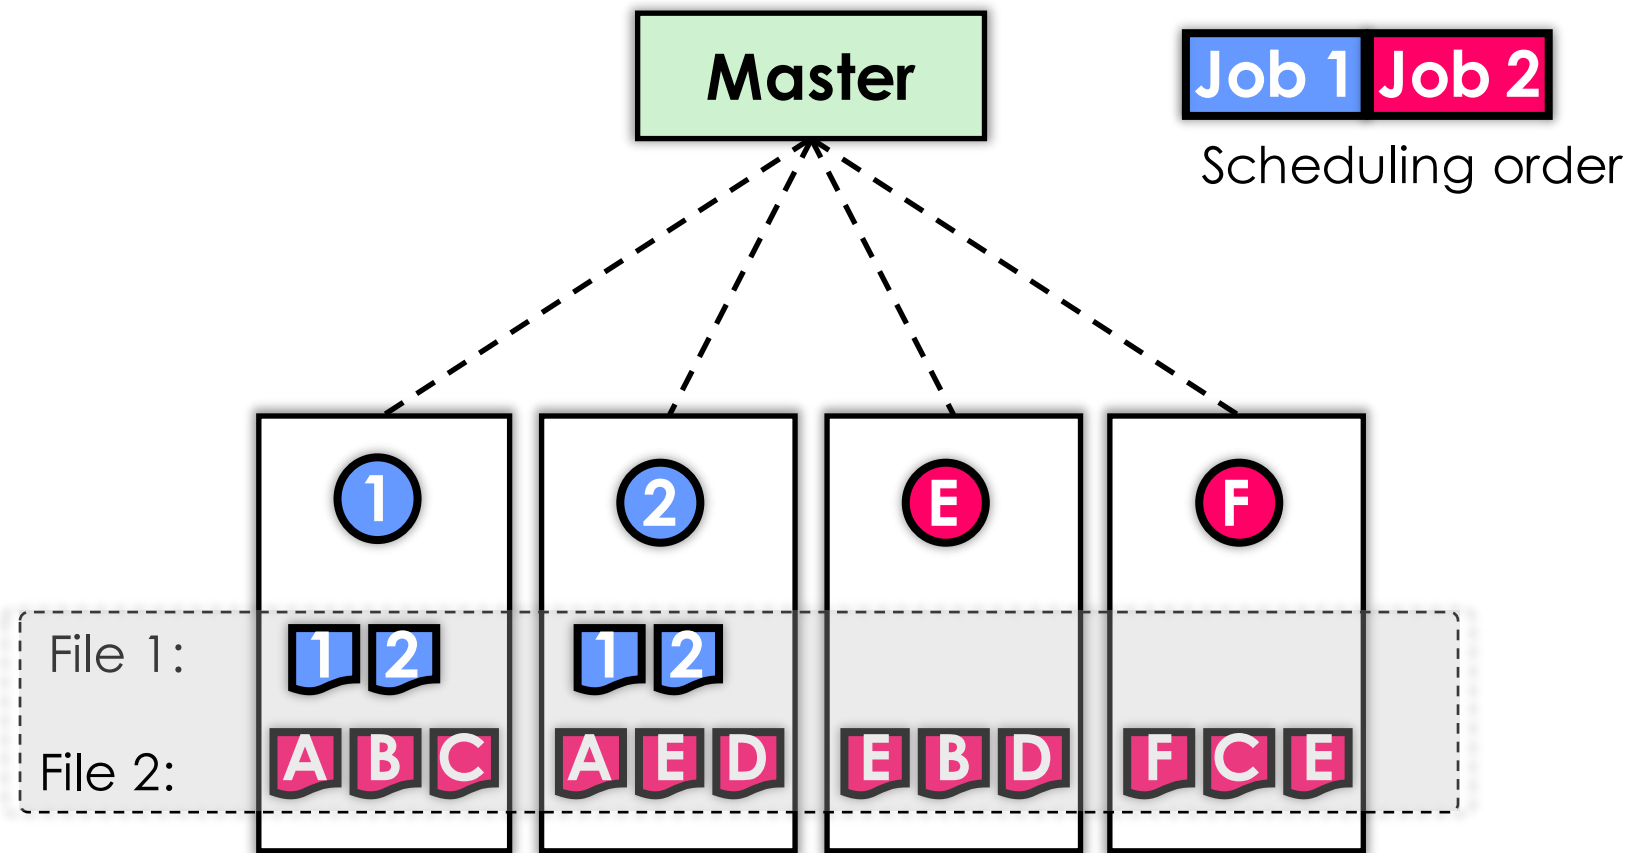 Master
Job 1 Job 2
Scheduling order
1 2 E F
File 1: 1 2 1 2
File 2: A B C A E D E B D F C E